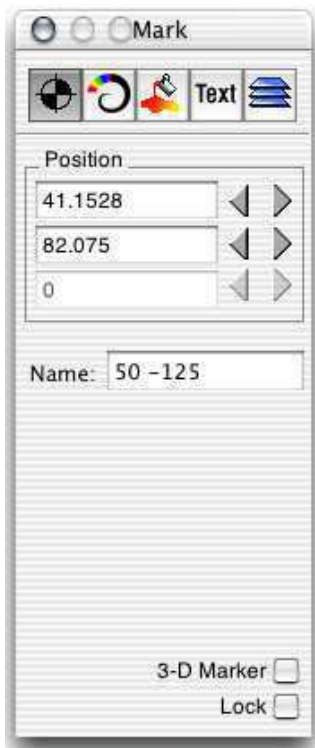 Mark
Text
Position
41.1528
82.075
0
Name: 50 -125
3-D Marker
Lock